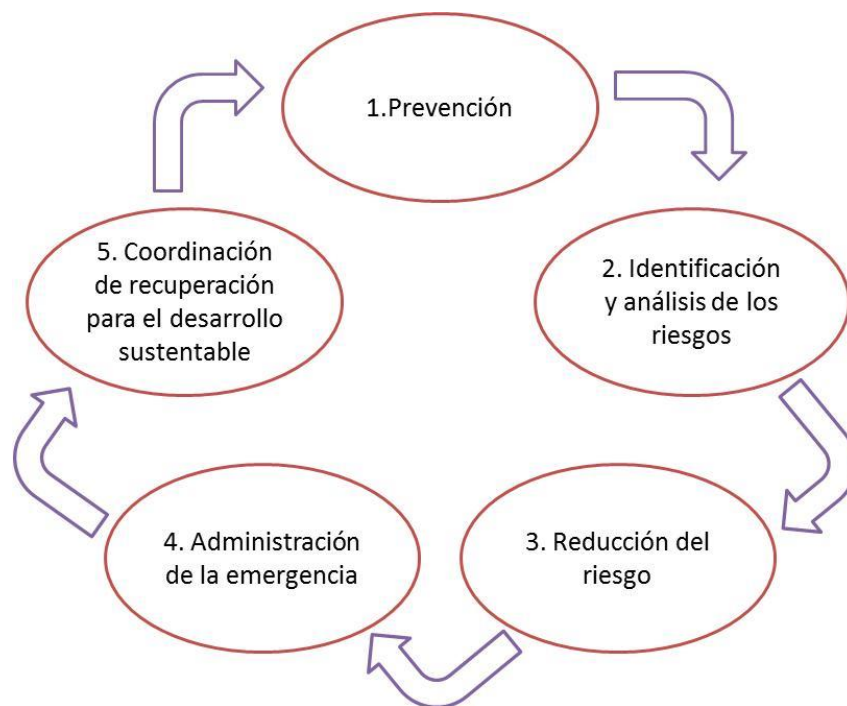 1.Prevención
2. Identificación
y análisis de los
riesgos
3. Reducción del
riesgo
4. Administración
de la emergencia
5. Coordinación
de recuperación
para el desarrollo
sustentable